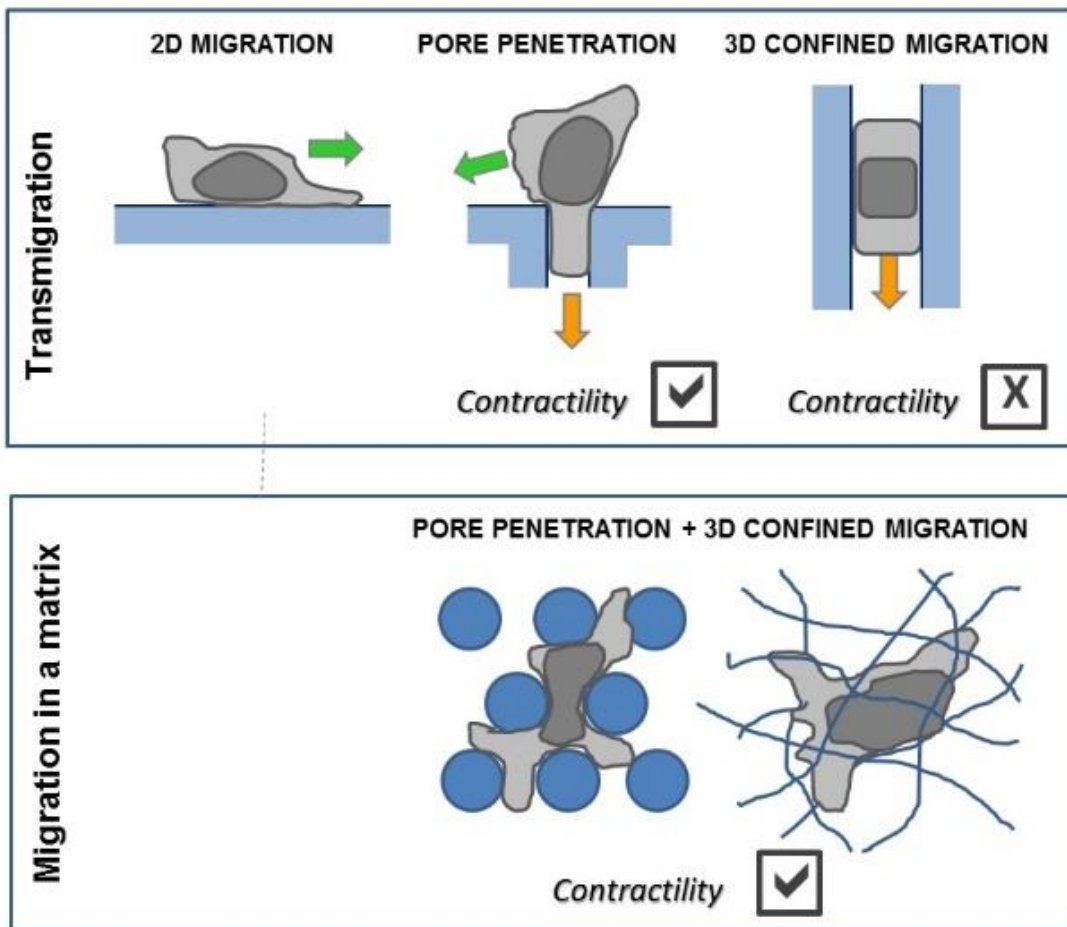 2D MIGRATION
PORE PENETRATION
3D CONFINED MIGRATION
Transmigration
Contractility
Contractility X
PORE PENETRATION + 3D CONFINED MIGRATION
Migration in a matrix
Contractility